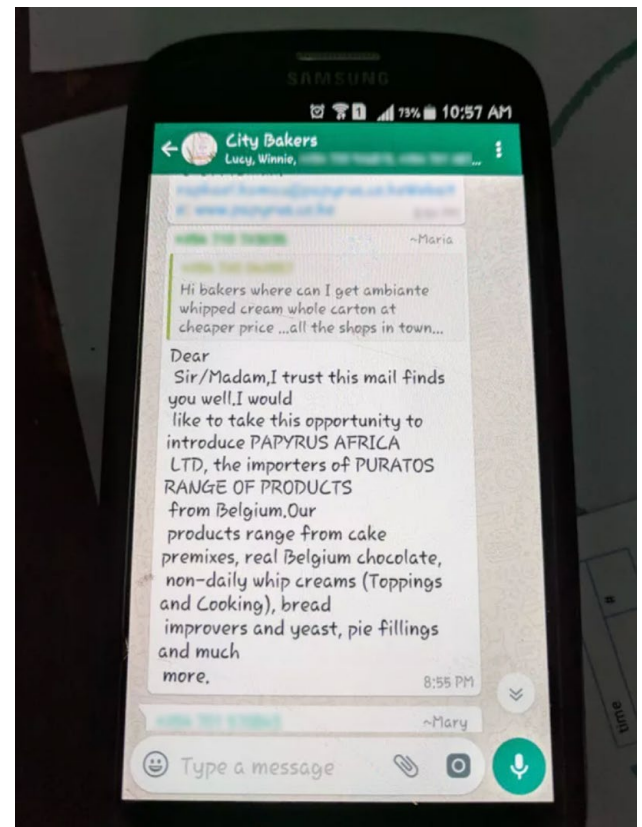 SAMSUNG
1 73% 10:57 AM
City Bakers
Lucy, Winnie,
...
~Maria
Hi bakers where can I get ambiante
whipped cream whole carton at
cheaper price ...all the shops in town...
Dear
Sir/Madam,I trust this mail finds
you well.I would
like to take this opportunity to
introduce PAPYRUS AFRICA
LTD, the importers of PURATOS
RANGE OF PRODUCTS
from Belgium.Our
products range from cake
premixes, real Belgium chocolate,
non-daily whip creams (Toppings
and Cooking), bread
improvers and yeast, pie fillings
and much
more.
8:55 PM
~Mary
Type a message
time